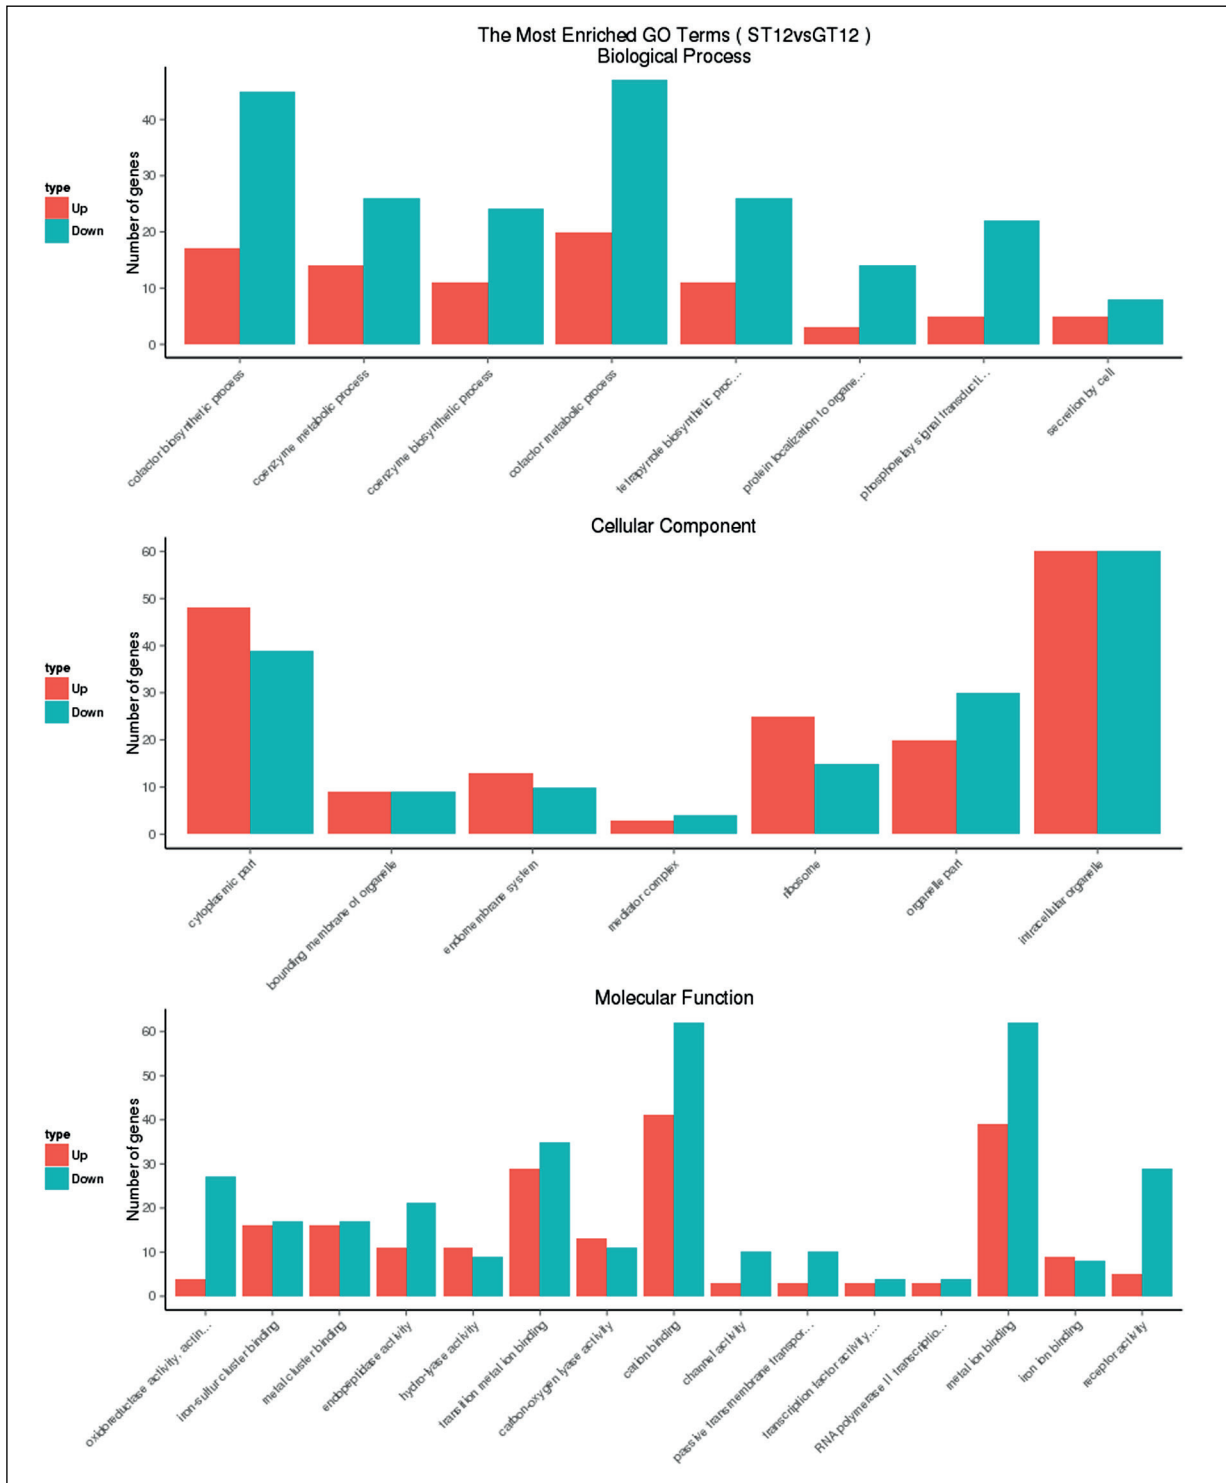 The Most Enriched GO Terms ( ST12vsGT12 )
Biological Process
Number of genes
40
30
20
10
0
type
Up
Down
cofactor biosynthetic process
coenzyme metabolic process
coenzyme biosynthetic process
cofactor metabolic process
tetrapyrrole biosynthetic proc...
protein localization to organe...
phosphorelay signal transducti...
secretion by cell
Cellular Component
Number of genes
60
50
40
30
20
10
0
type
Up
Down
cytoplasmic part
bounding membrane of organelle
endomembrane system
mediator complex
ribosome
organelle part
intracellular organelle
Molecular Function
Number of genes
60
50
40
30
20
10
0
type
Up
Down
oxidoreductase activity, actin...
iron-sulfur cluster binding
metal cluster binding
endopeptidase activity
hydro-lyase activity
transition metal ion binding
carbon-oxygen lyase activity
cation binding
channel activity
passive transmembrane transpor...
transcription factor activity,...
RNA polymerase II transcriptio...
metal ion binding
iron ion binding
receptor activity